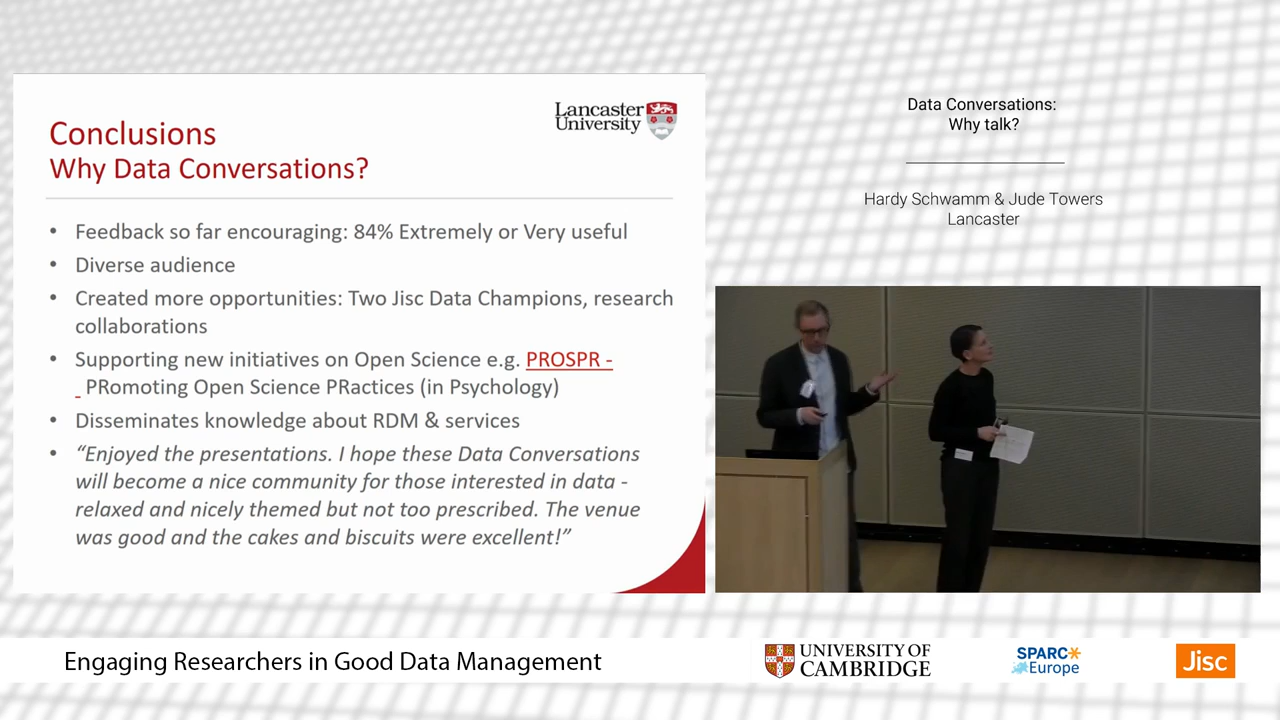 Lancaster
University
Conclusions
Why Data Conversations?
• Feedback so far encouraging: 84% Extremely or Very useful
• Diverse audience
• Created more opportunities: Two Jisc Data Champions, research
collaborations
• Supporting new initiatives on Open Science e.g. PROSPR -
_ PRomoting Open Science PRactices (in Psychology)
• Disseminates knowledge about RDM & services
• “Enjoyed the presentations. I hope these Data Conversations
will become a nice community for those interested in data -
relaxed and nicely themed but not too prescribed. The venue
was good and the cakes and biscuits were excellent!”
Data Conversations:
Why talk?
Hardy Schwamm & Jude Towers
Lancaster
Engaging Researchers in Good Data Management
UNIVERSITY OF
CAMBRIDGE
SPARC
Europe
Jisc